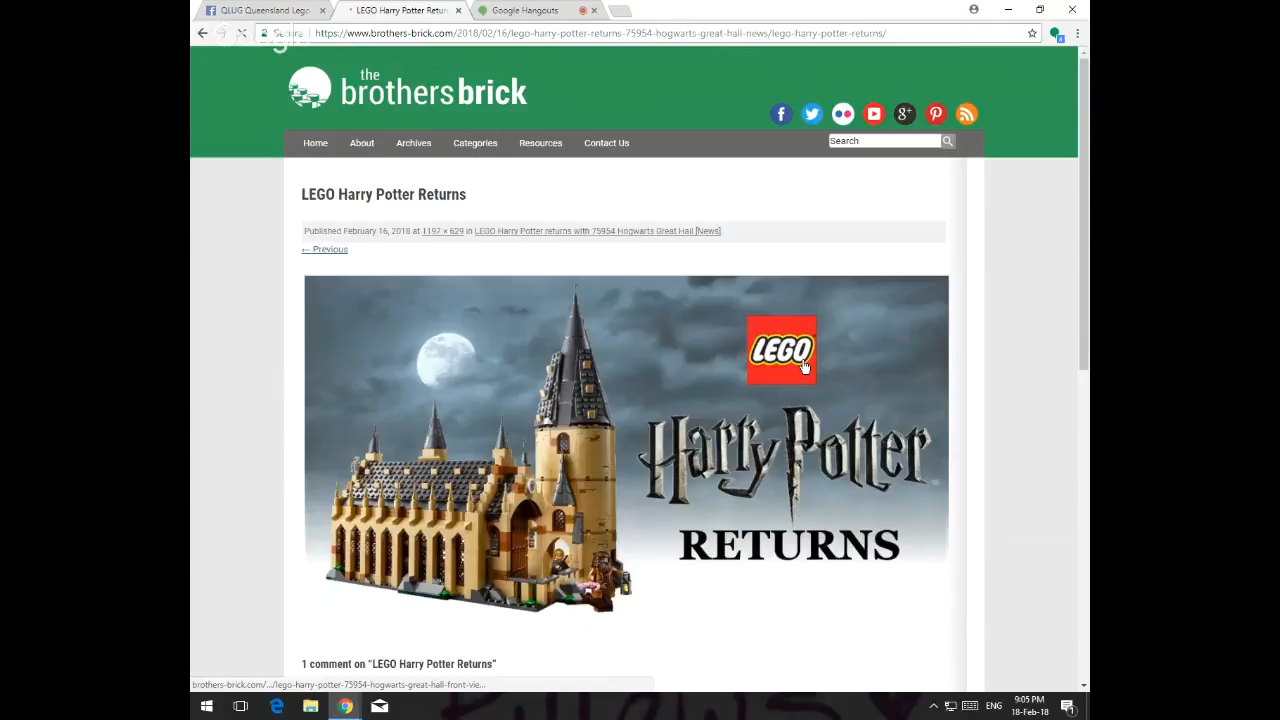 QLUG Queensland Lego
LEGO Harry Potter Return
Google Hangouts
Secure
https://www.brothers-brick.com/2018/02/16/lego-harry-potter-returns-75954-hogwarts-great-hall-news/lego-harry-potter-returns/
the
brothersbrick
Home About Archives Categories Resources Contact Us
Search
LEGO Harry Potter Returns
Published February 16, 2018 at 1197 × 629 in LEGO Harry Potter returns with 75954 Hogwarts Great Hall [News].
← Previous
LEGO
Harry Potter
RETURNS
1 comment on “LEGO Harry Potter Returns”
brothers-brick.com/.../lego-harry-potter-75954-hogwarts-great-hall-front-vie...
ENG
9:05 PM
18-Feb-18